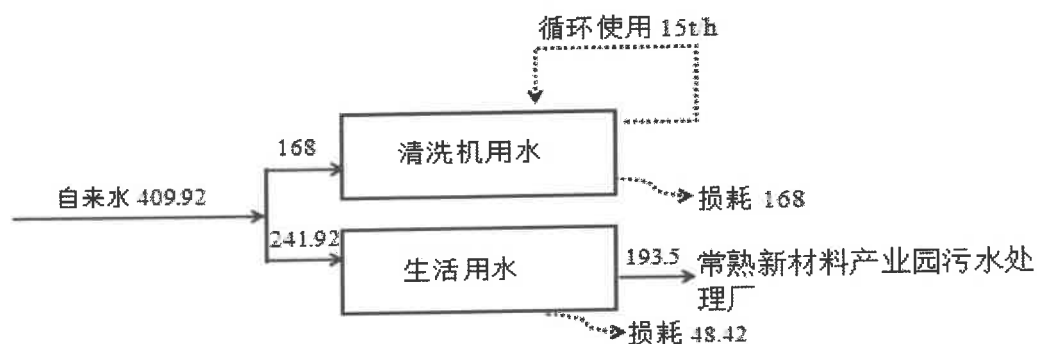 循环使用 15t/h
168
清洗机用水
自来水 409.92
损耗 168
241.92
生活用水
193.5
常熟新材料产业园污水处
理厂
损耗 48.42